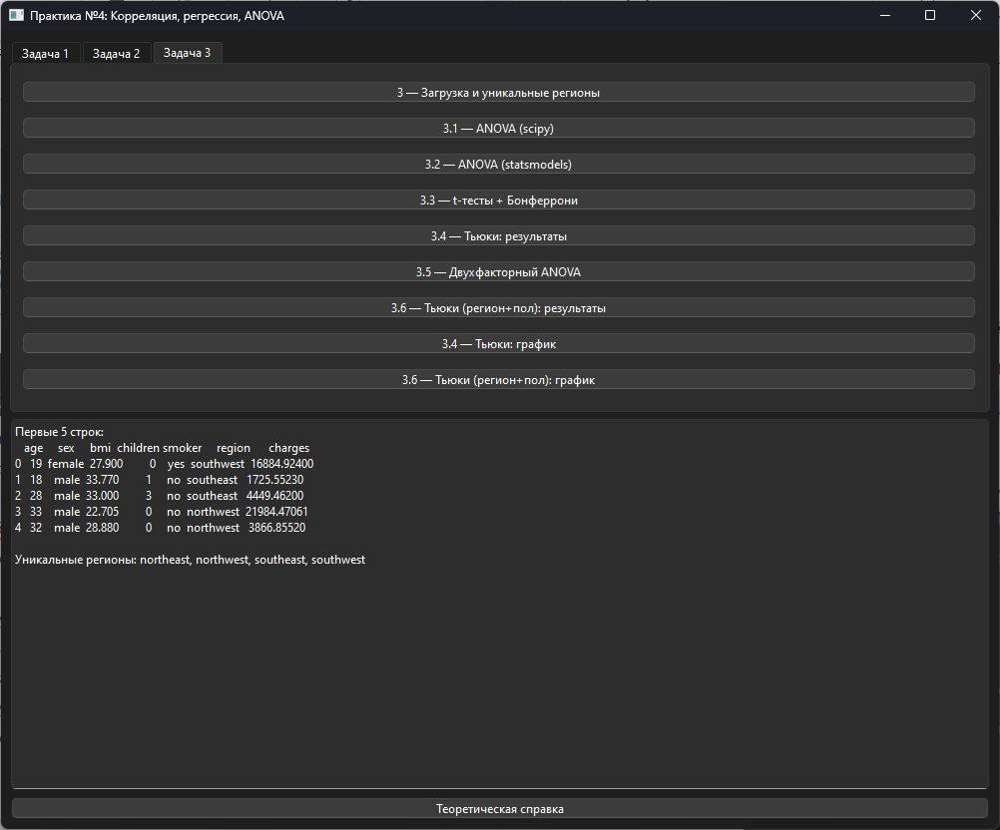 Практика №4: Корреляция, регрессия, ANOVA
Задача 1 Задача 2 Задача 3
3 — Загрузка и уникальные регионы
3.1 — ANOVA (scipy)
3.2 — ANOVA (statsmodels)
3.3 — t-тесты + Бонферрони
3.4 — Тьюки: результаты
3.5 — Двухфакторный ANOVA
3.6 — Тьюки (регион+пол): результаты
3.4 — Тьюки: график
3.6 — Тьюки (регион+пол): график
Первые 5 строк:
age sex bmi children smoker region charges
0 19 female 27.900 0 yes southwest 16884.92400
1 18 male 33.770 1 no southeast 1725.55230
2 28 male 33.000 3 no southeast 4449.46200
3 33 male 22.705 0 no northwest 21984.47061
4 32 male 28.880 0 no northwest 3866.85520
Уникальные регионы: northeast, northwest, southeast, southwest
Теоретическая справка